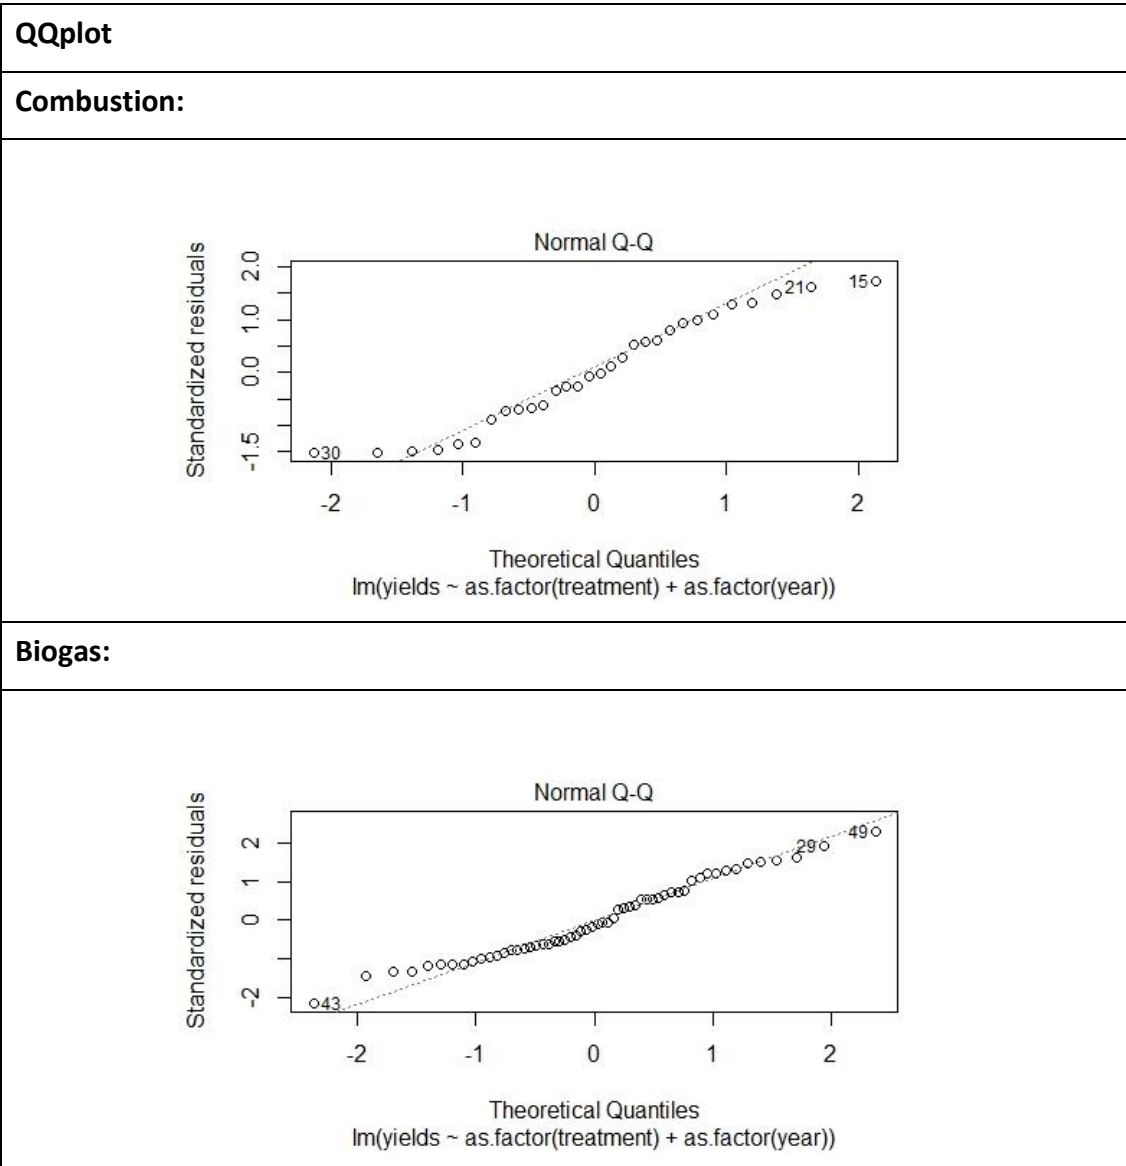 QQplot
Combustion:
Normal Q-Q
Standardized residuals
2.0
1.0
0.0
-1.5
21
15
30
-2 -1 0 1 2
Theoretical Quantiles
lm(yields ~ as.factor(treatment) + as.factor(year))
Biogas:
Normal Q-Q
Standardized residuals
2
1
0
-2
49
29
43
-2 -1 0 1 2
Theoretical Quantiles
lm(yields ~ as.factor(treatment) + as.factor(year))